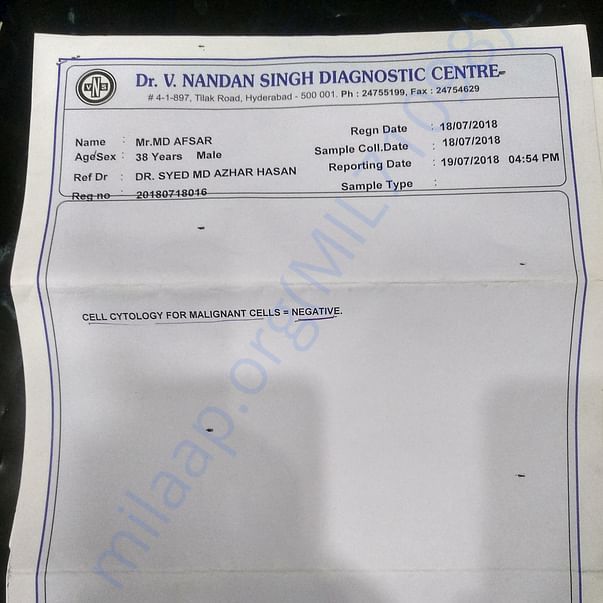 VNS
Dr. V. NANDAN SINGH DIAGNOSTIC CENTRE
# 4-1-897, Tilak Road, Hyderabad - 500 001. Ph : 24755199, Fax : 24754629
Name : Mr.MD AFSAR
Age/Sex : 38 Years Male
Ref Dr : DR. SYED MD AZHAR HASAN
Reg no : 20180718016
Regn Date : 18/07/2018
Sample Coll.Date : 18/07/2018
Reporting Date : 19/07/2018 04:54 PM
Sample Type :
CELL CYTOLOGY FOR MALIGNANT CELLS = NEGATIVE.